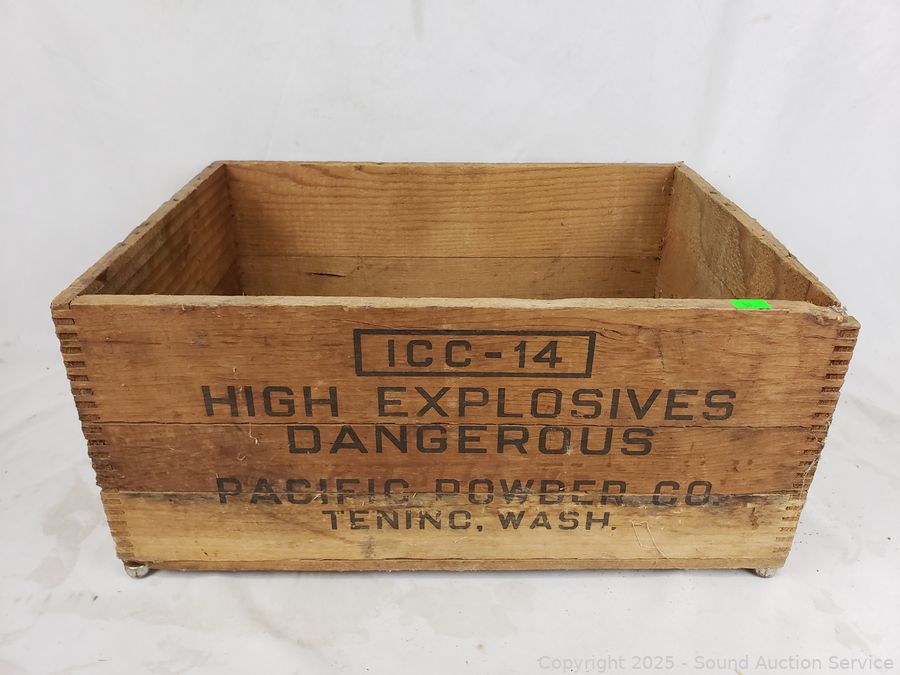 ICC-14
HIGH EXPLOSIVES
DANGEROUS
PACIFIC POWDER CO.
TENINO, WASH.
Copyright © 2025 - Sound Auction Service